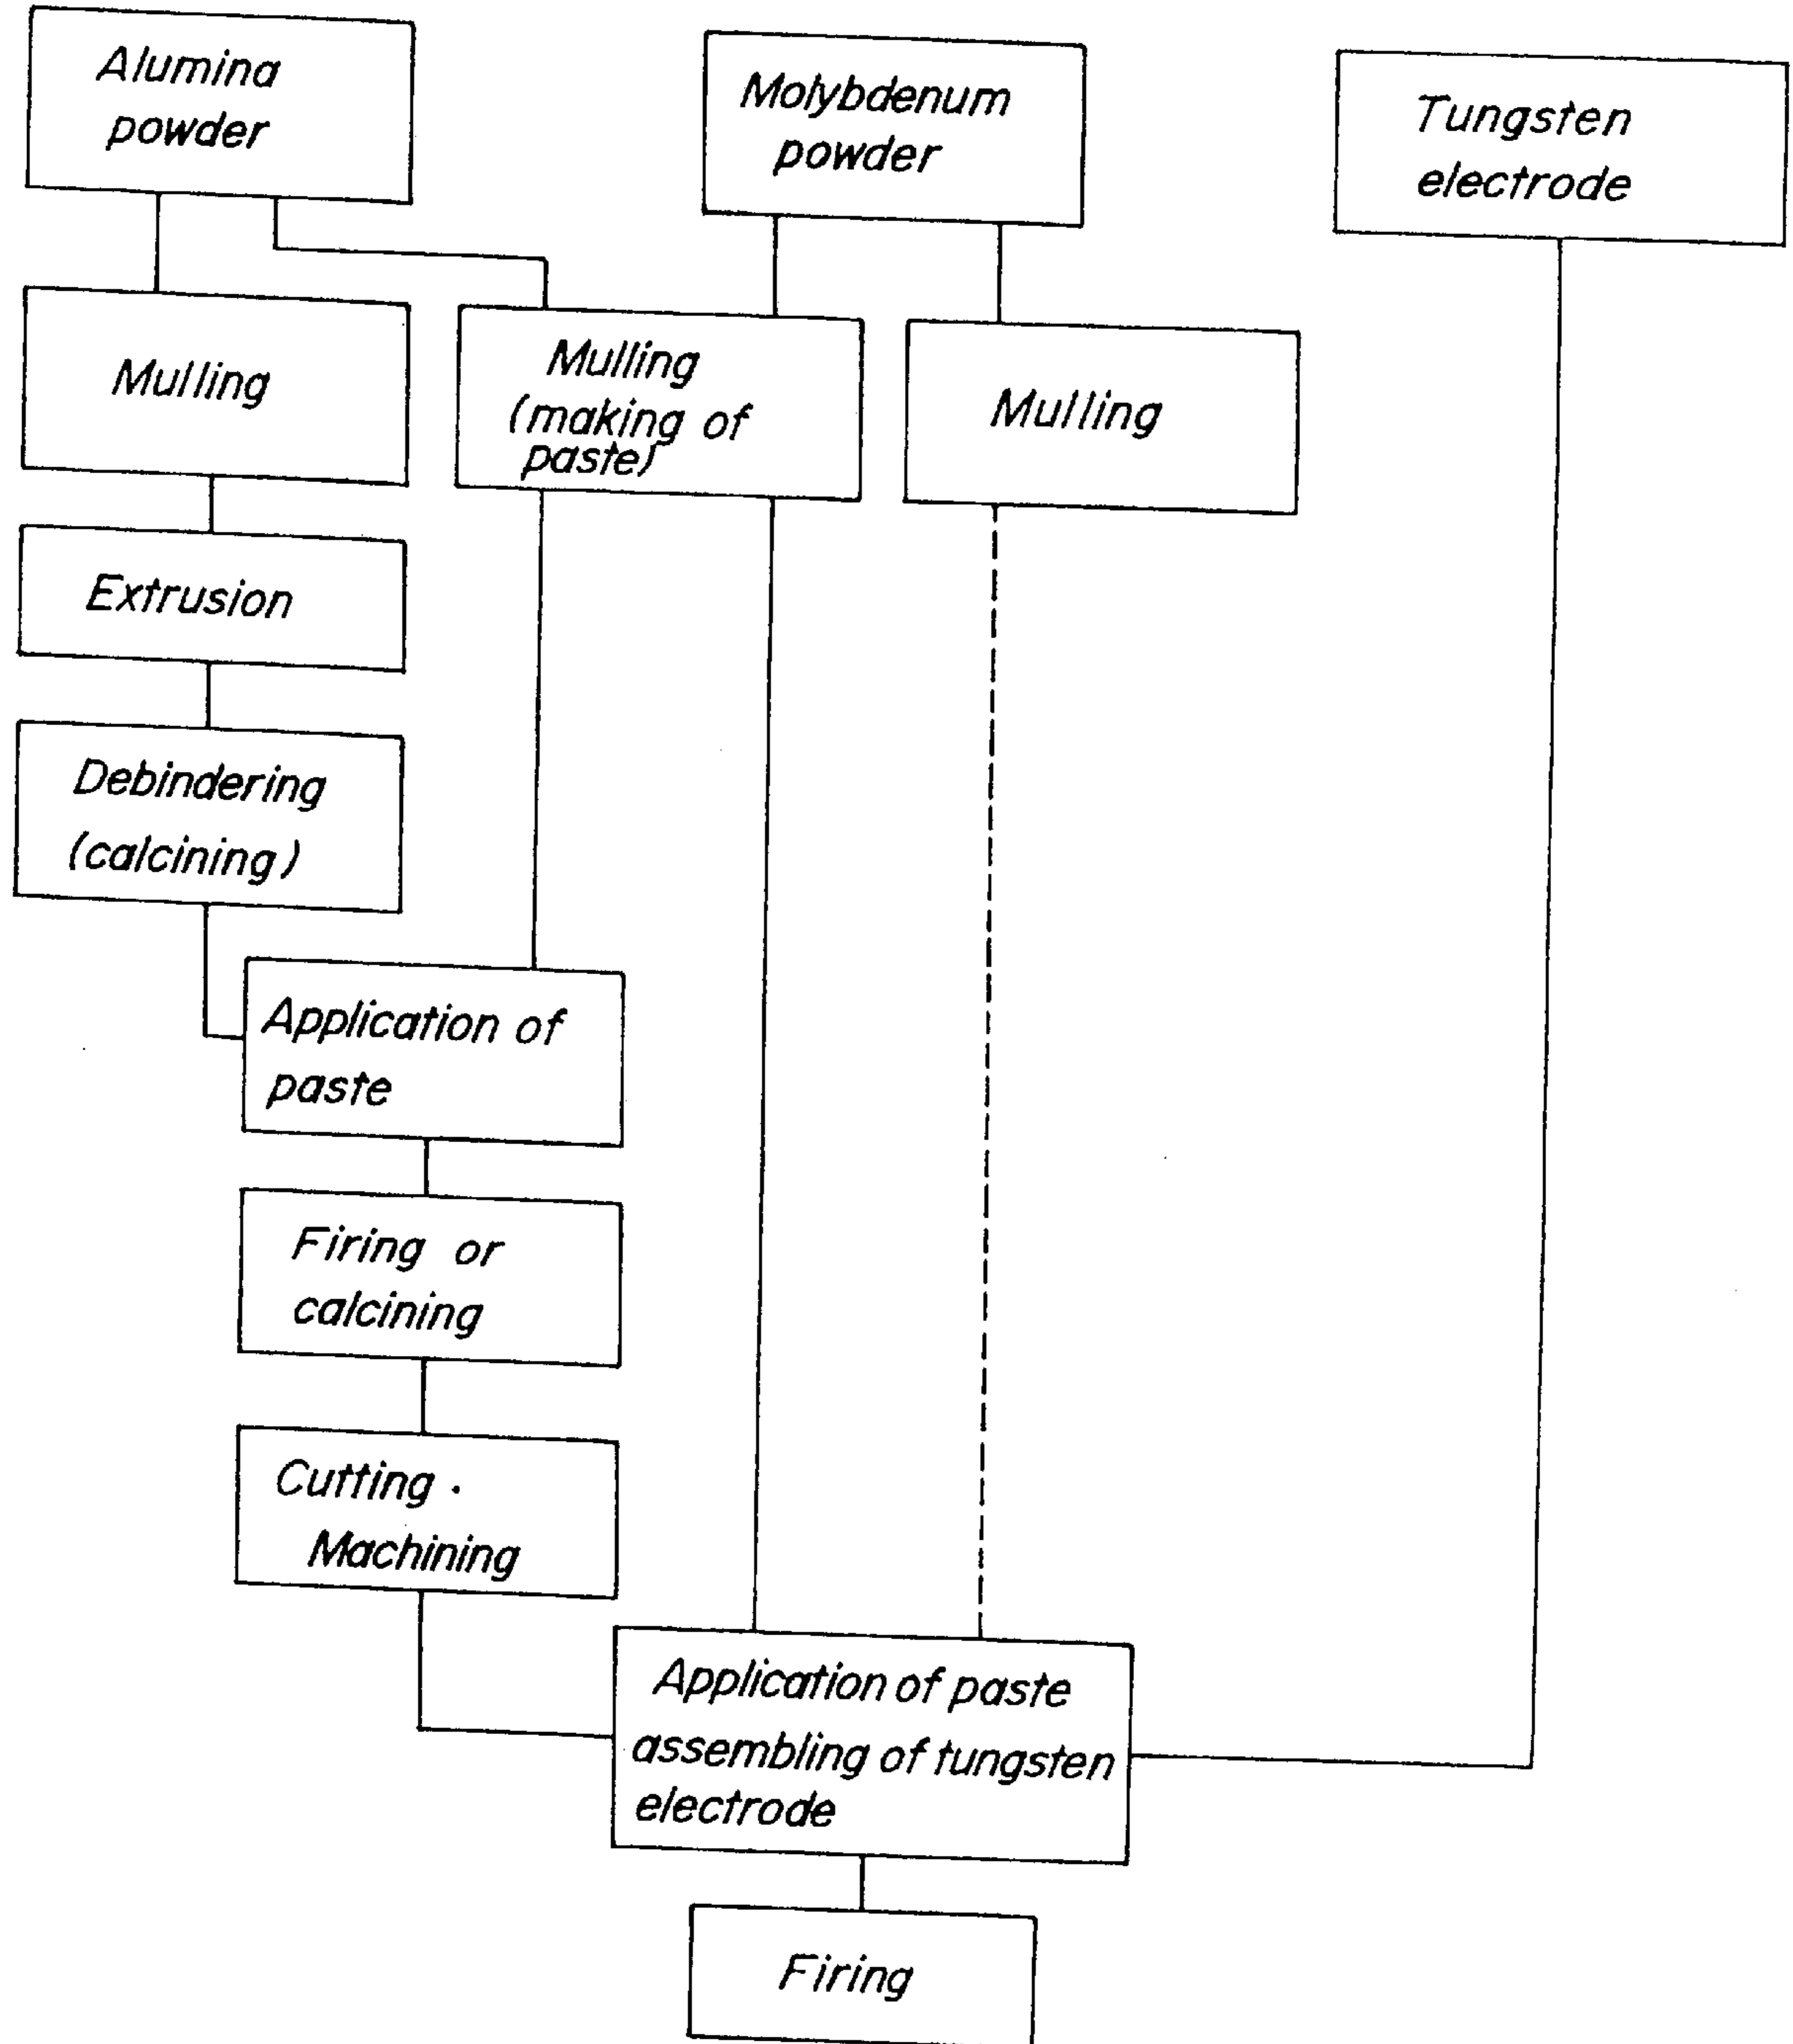 Alumina
powder
Molybdenum
powder
Tungsten
electrode
Mulling
Mulling
(making of
paste)
Mulling
Extrusion
Debindering
(calcining)
Application of
paste
Firing or
calcining
Cutting ·
Machining
Application of paste
assembling of tungsten
electrode
Firing